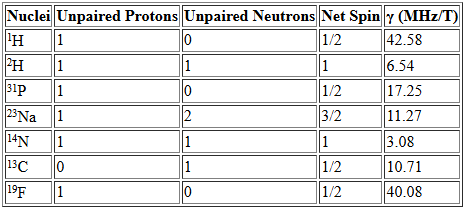 Nuclei Unpaired Protons Unpaired Neutrons Net Spin γ (MHz/T)
¹H 1 0 1/2 42.58
²H 1 1 1 6.54
³¹P 1 0 1/2 17.25
²³Na 1 2 3/2 11.27
¹⁴N 1 1 1 3.08
¹³C 0 1 1/2 10.71
¹⁹F 1 0 1/2 40.08